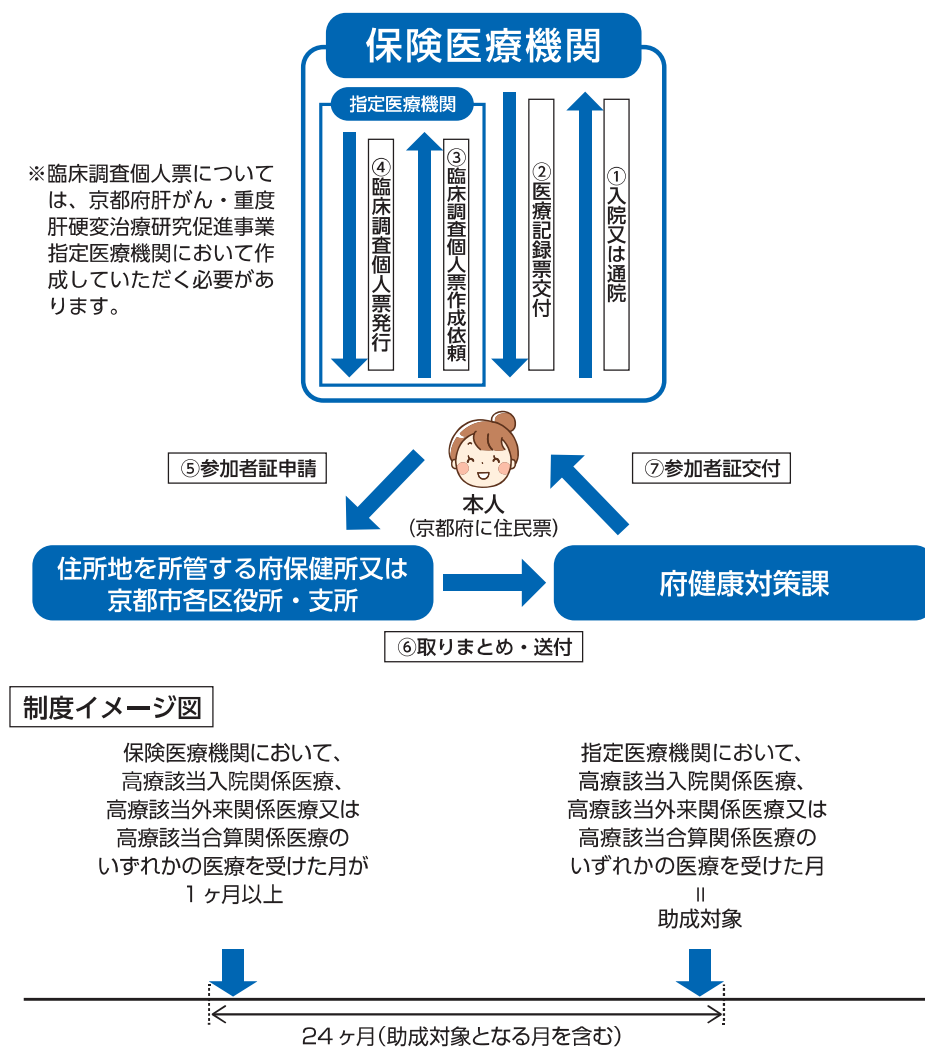 保険医療機関
指定医療機関
④臨床調査個人票発行
③臨床調査個人票作成依頼
②医療記録票交付
①入院又は通院
※臨床調査個人票について
は、京都府肝がん・重度
肝硬変治療研究促進事業
指定医療機関において作
成していただく必要があ
ります。
⑤参加者証申請
⑦参加者証交付
本人
(京都府に住民票)
住所地を所管する府保健所又は
京都市各区役所・支所
府健康対策課
⑥取りまとめ・送付
制度イメージ図
保険医療機関において、
高療該当入院関係医療、
高療該当外来関係医療又は
高療該当合算関係医療の
いずれかの医療を受けた月が
1ヶ月以上
指定医療機関において、
高療該当入院関係医療、
高療該当外来関係医療又は
高療該当合算関係医療の
いずれかの医療を受けた月
＝
助成対象
24ヶ月(助成対象となる月を含む)